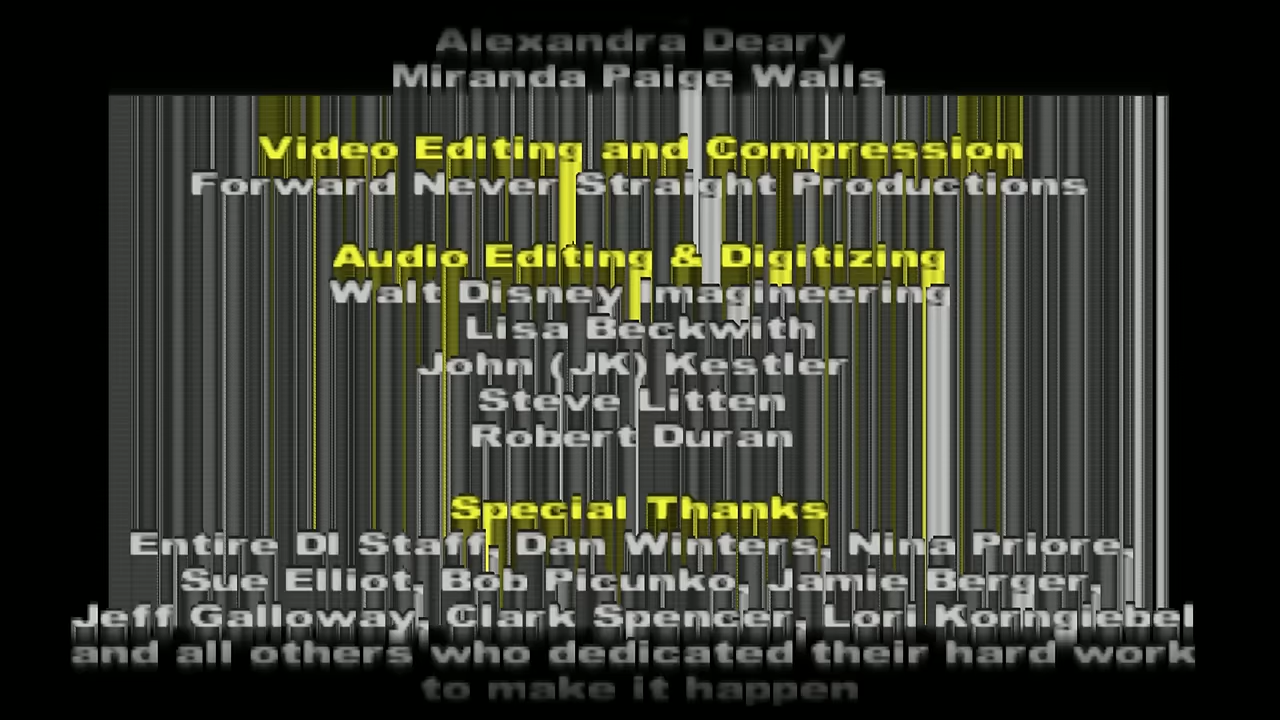 Alexandra Deary
Miranda Paige Walls
Video Editing and Compression
Forward Never Straight Productions
Audio Editing & Digitizing
Walt Disney Imagineering
Lisa Beckwith
John (JK) Kestler
Steve Litten
Robert Duran
Special Thanks
Entire DI Staff, Dan Winters, Nina Priore,
Sue Elliot, Bob Picunko, Jamie Berger,
Jeff Galloway, Clark Spencer, Lori Korngiebel
and all others who dedicated their hard work
to make it happen